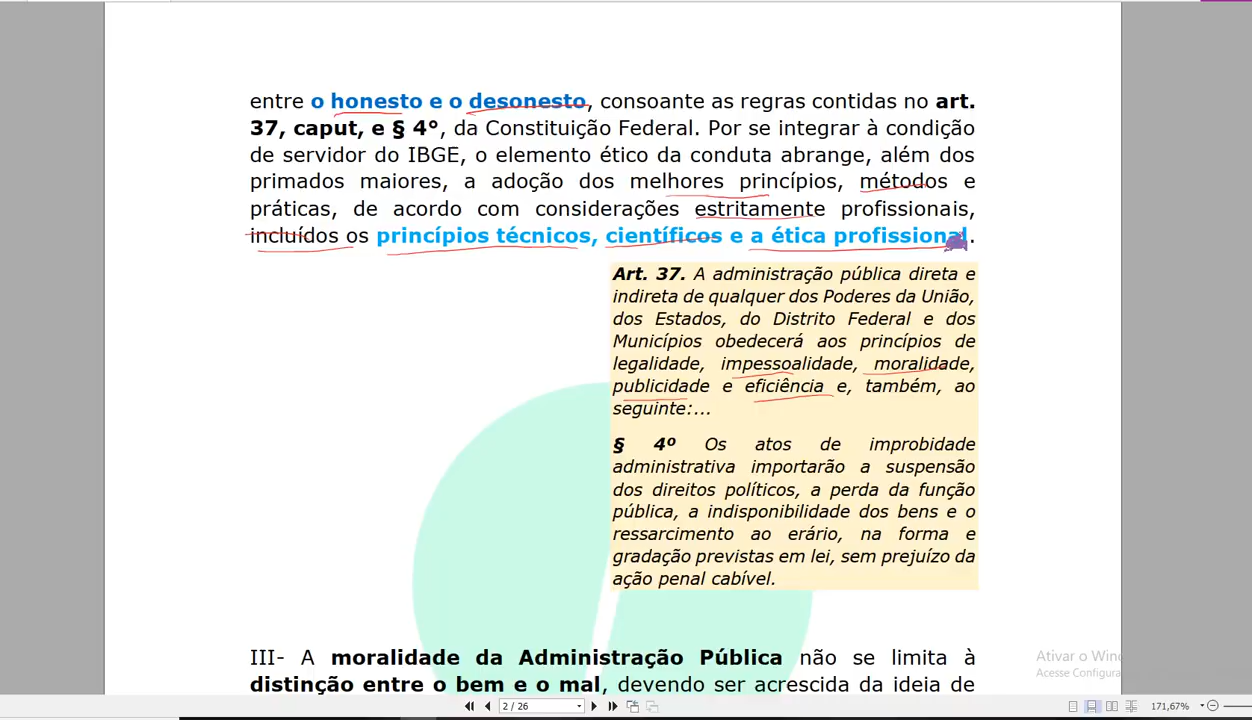 entre o honesto e o desonesto, consoante as regras contidas no art.
37, caput, e § 4°, da Constituição Federal. Por se integrar à condição
de servidor do IBGE, o elemento ético da conduta abrange, além dos
primados maiores, a adoção dos melhores princípios, métodos e
práticas, de acordo com considerações estritamente profissionais,
incluídos os princípios técnicos, científicos e a ética profissional.
Art. 37. A administração pública direta e
indireta de qualquer dos Poderes da União,
dos Estados, do Distrito Federal e dos
Municípios obedecerá aos princípios de
legalidade, impessoalidade, moralidade,
publicidade e eficiência e, também, ao
seguinte:...
§ 4º Os atos de improbidade
administrativa importarão a suspensão
dos direitos políticos, a perda da função
pública, a indisponibilidade dos bens e o
ressarcimento ao erário, na forma e
gradação previstas em lei, sem prejuízo da
ação penal cabível.
III- A moralidade da Administração Pública não se limita à
distinção entre o bem e o mal, devendo ser acrescida da ideia de
Ativar o Win
Acesse Configura
2 / 26
171,67%